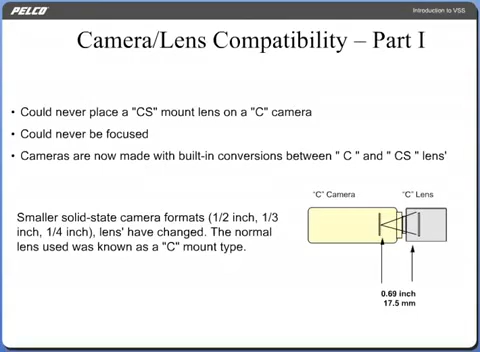 PELCO
Introduction to VSS
Camera/Lens Compatibility – Part I
• Could never place a "CS" mount lens on a "C" camera
• Could never be focused
• Cameras are now made with built-in conversions between " C " and " CS " lens'
"C" Camera
"C" Lens
Smaller solid-state camera formats (1/2 inch, 1/3
inch, 1/4 inch), lens' have changed. The normal
lens used was known as a "C" mount type.
0.69 inch
17.5 mm